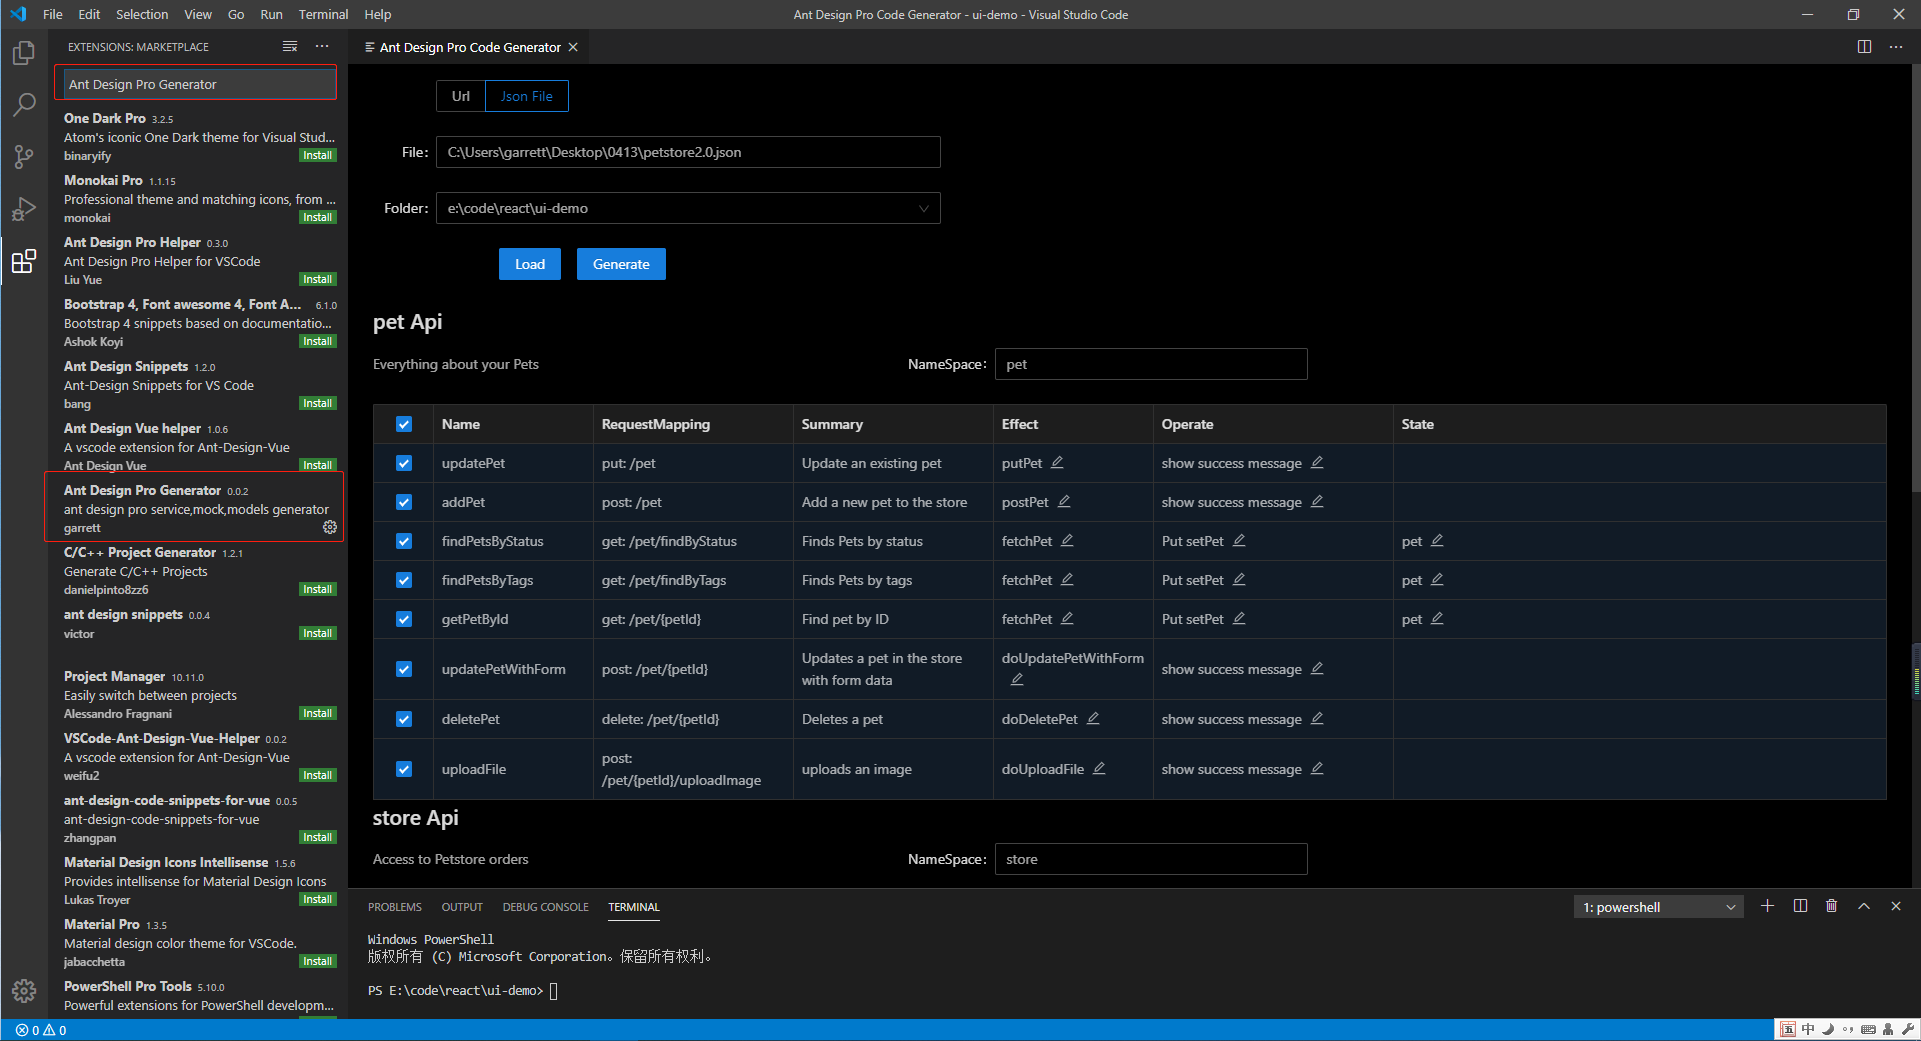 File Edit Selection View Go Run Terminal Help
Ant Design Pro Code Generator - ui-demo - Visual Studio Code
EXTENSIONS: MARKETPLACE
Ant Design Pro Generator
One Dark Pro 3.2.5
Atom's iconic One Dark theme for Visual Stud...
binaryify Install
Monokai Pro 1.1.15
Professional theme and matching icons, from ...
monokai Install
Ant Design Pro Helper 0.3.0
Ant Design Pro Helper for VSCode
Liu Yue Install
Bootstrap 4, Font awesome 4, Font A... 6.1.0
Bootstrap 4 snippets based on documentatio...
Ashok Koyi Install
Ant Design Snippets 1.2.0
Ant-Design Snippets for VS Code
bang Install
Ant Design Vue helper 1.0.6
A vscode extension for Ant-Design-Vue
Ant Design Vue Install
Ant Design Pro Generator 0.0.2
ant design pro service,mock,models generator
garrett
C/C++ Project Generator 1.2.1
Generate C/C++ Projects
danielpinto8zz6 Install
ant design snippets 0.0.4
victor Install
Project Manager 10.11.0
Easily switch between projects
Alessandro Fragnani Install
VSCode-Ant-Design-Vue-Helper 0.0.2
A vscode extension for Ant-Design-Vue
weifu2 Install
ant-design-code-snippets-for-vue 0.0.5
ant-design-code-snippets-for-vue
zhangpan Install
Material Design Icons Intellisense 1.5.6
Provides intellisense for Material Design Icons
Lukas Troyer Install
Material Pro 1.3.5
Material design color theme for VSCode.
jabacchetta Install
PowerShell Pro Tools 5.10.0
Powerful extensions for PowerShell developm...
Ant Design Pro Code Generator
Url Json File
File: C:\Users\garrett\Desktop\0413\petstore2.0.json
Folder: e:\code\react\ui-demo
Load Generate
pet Api
Everything about your Pets NameSpace: pet
Name RequestMapping Summary Effect Operate State
updatePet put: /pet Update an existing pet putPet show success message
addPet post: /pet Add a new pet to the store postPet show success message
findPetsByStatus get: /pet/findByStatus Finds Pets by status fetchPet Put setPet pet
findPetsByTags get: /pet/findByTags Finds Pets by tags fetchPet Put setPet pet
getPetById get: /pet/{petId} Find pet by ID fetchPet Put setPet pet
updatePetWithForm post: /pet/{petId} Updates a pet in the store with form data doUpdatePetWithForm show success message
deletePet delete: /pet/{petId} Deletes a pet doDeletePet show success message
uploadFile post: /pet/{petId}/uploadImage uploads an image doUploadFile show success message
store Api
Access to Petstore orders NameSpace: store
PROBLEMS OUTPUT DEBUG CONSOLE TERMINAL
1: powershell
Windows PowerShell
版权所有 (C) Microsoft Corporation。保留所有权利。
PS E:\code\react\ui-demo>
0 0
五 中